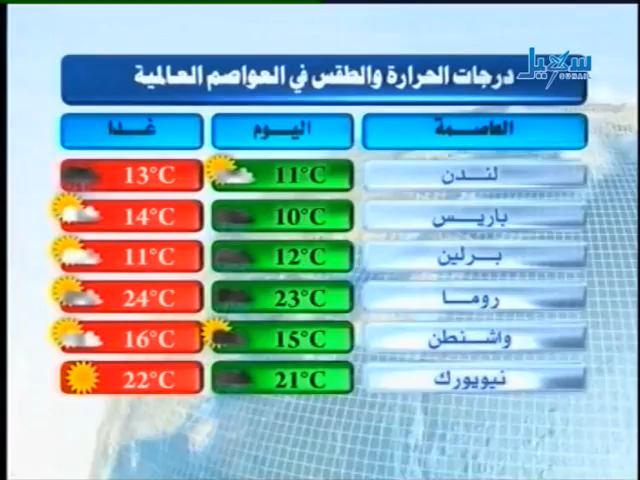 سهيل
SUHAIL
درجات الحرارة والطقس في العواصم العالمية
العاصمة اليوم غدا
لندن 11°C 13°C
باريس 10°C 14°C
برلين 12°C 11°C
روما 23°C 24°C
واشنطن 15°C 16°C
نيويورك 21°C 22°C